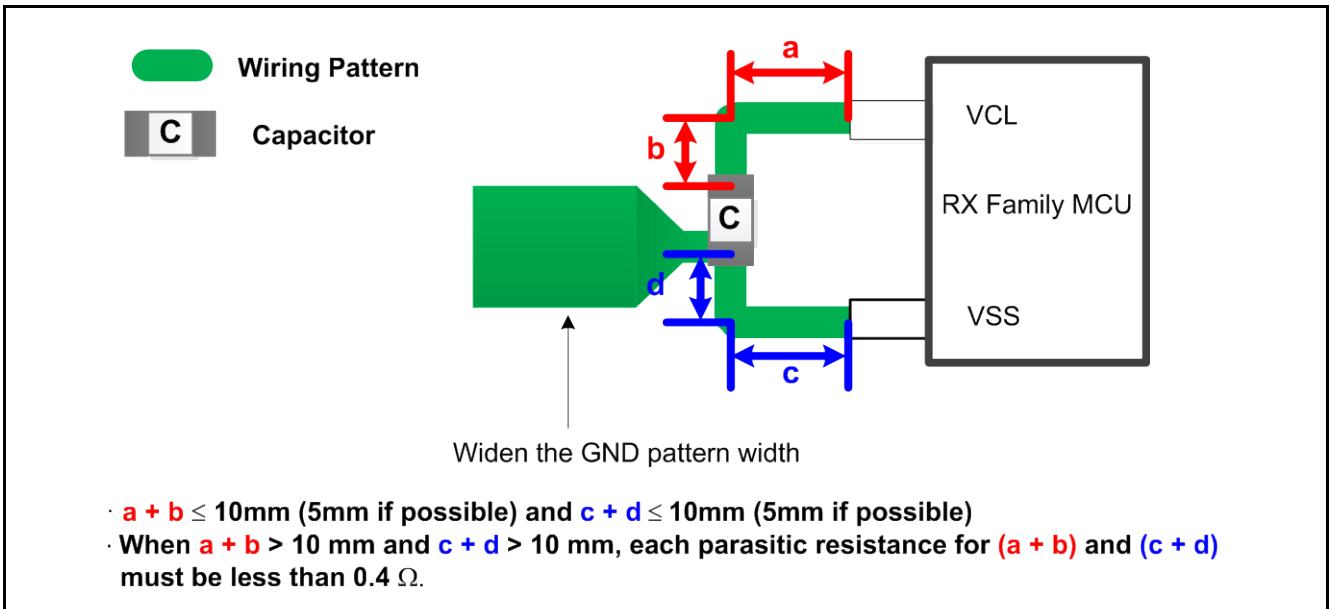 Wiring Pattern
C
Capacitor
a
b
C
d
c
VCL
RX Family MCU
VSS
Widen the GND pattern width
· a + b ≤ 10mm (5mm if possible) and c + d ≤ 10mm (5mm if possible)
· When a + b > 10 mm and c + d > 10 mm, each parasitic resistance for (a + b) and (c + d)
must be less than 0.4 Ω.